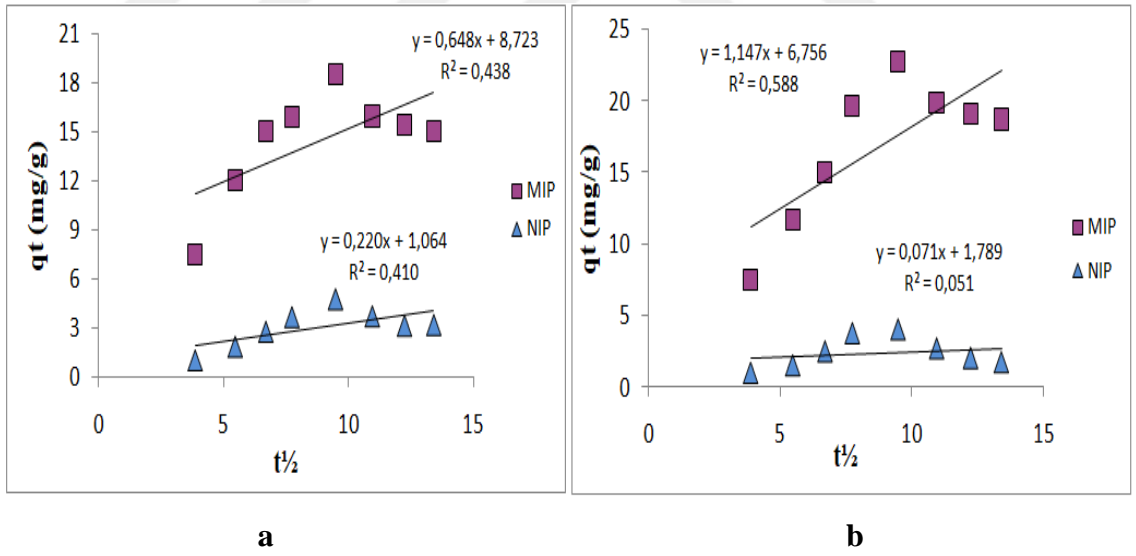 21
18
15
12
9
6
3
0
0
5
10
15
qt (mg/g)
t½
y = 0,648x + 8,723
R² = 0,438
y = 0,220x + 1,064
R² = 0,410
MIP
NIP
a
25
20
15
10
5
0
0
5
10
15
qt (mg/g)
t½
y = 1,147x + 6,756
R² = 0,588
y = 0,071x + 1,789
R² = 0,051
MIP
NIP
b